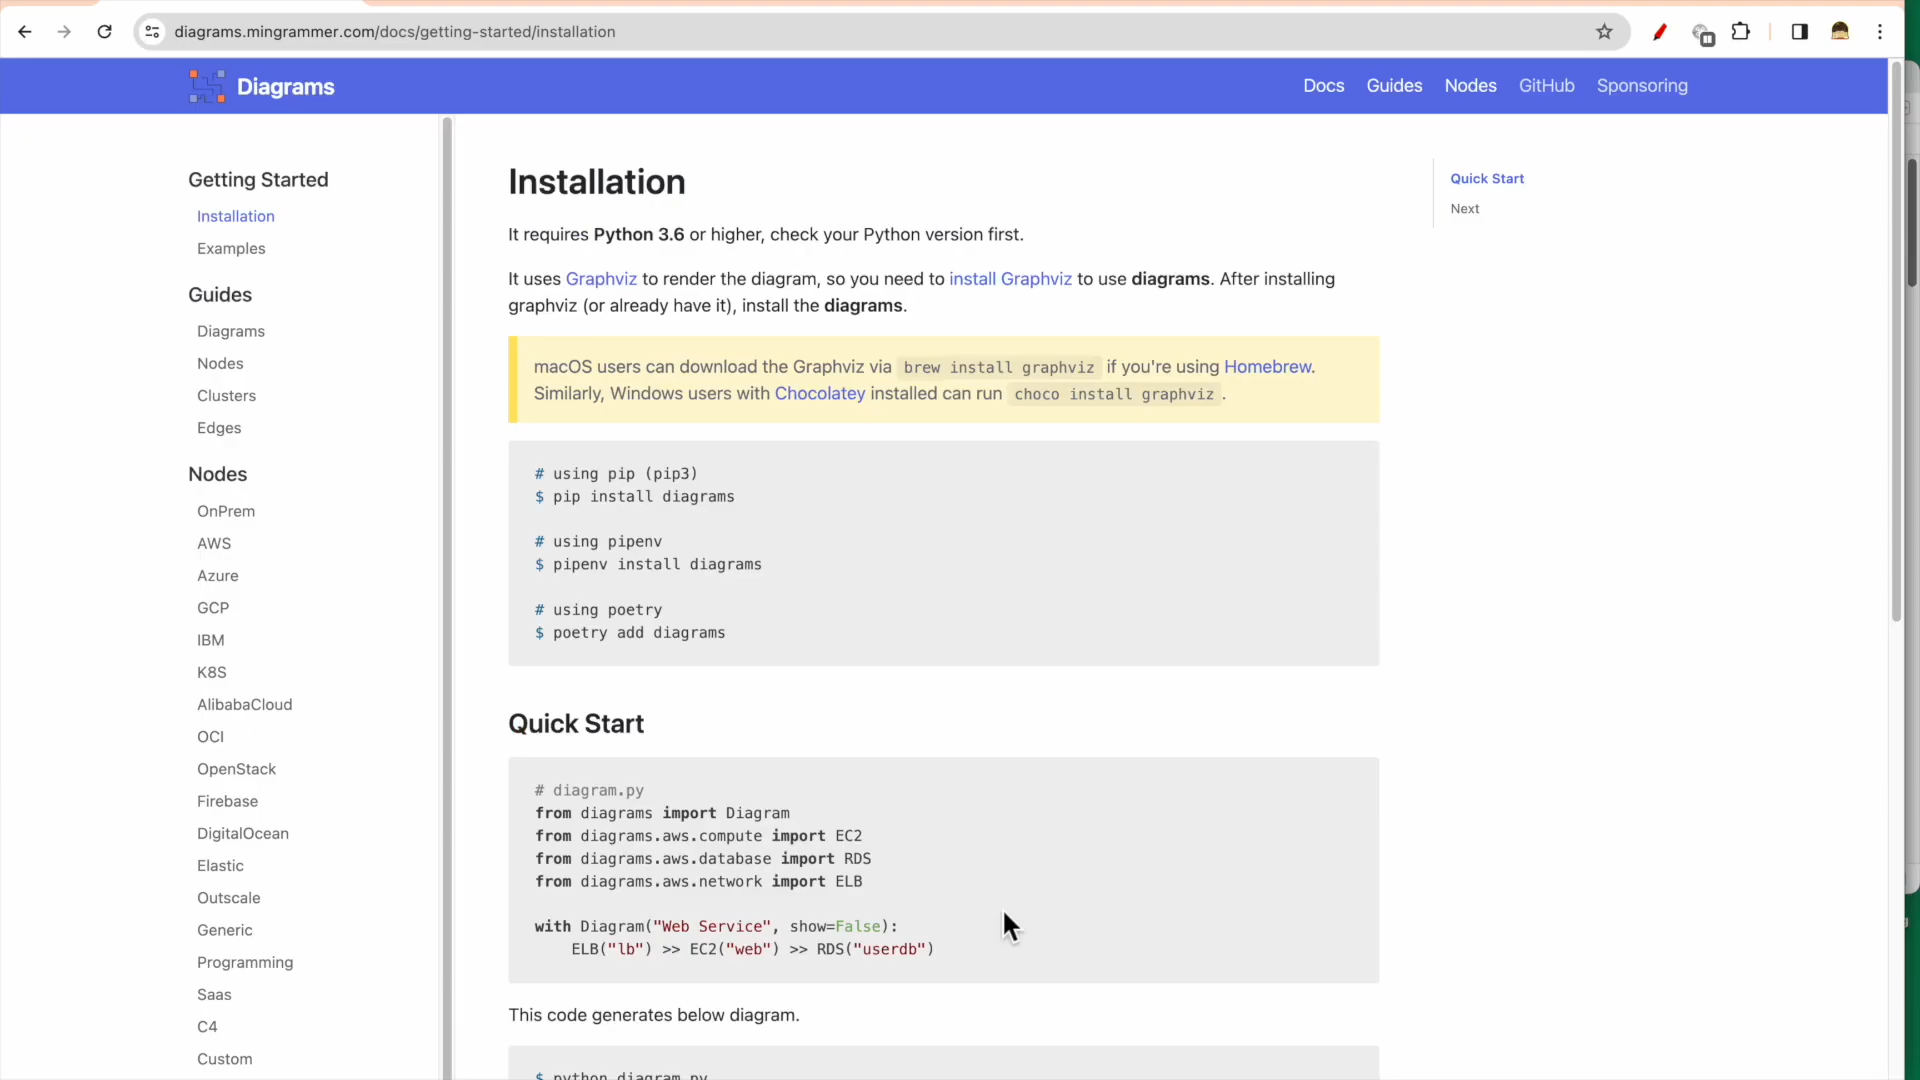 diagrams.mingrammer.com/docs/getting-started/installation
Diagrams
Docs Guides Nodes GitHub Sponsoring
Getting Started
Installation
Examples
Guides
Diagrams
Nodes
Clusters
Edges
Nodes
OnPrem
AWS
Azure
GCP
IBM
K8S
AlibabaCloud
OCI
OpenStack
Firebase
DigitalOcean
Elastic
Outscale
Generic
Programming
Saas
C4
Custom
Installation
It requires Python 3.6 or higher, check your Python version first.
It uses Graphviz to render the diagram, so you need to install Graphviz to use diagrams. After installing
graphviz (or already have it), install the diagrams.
macOS users can download the Graphviz via brew install graphviz if you're using Homebrew.
Similarly, Windows users with Chocolatey installed can run choco install graphviz.
# using pip (pip3)
$ pip install diagrams
# using pipenv
$ pipenv install diagrams
# using poetry
$ poetry add diagrams
Quick Start
# diagram.py
from diagrams import Diagram
from diagrams.aws.compute import EC2
from diagrams.aws.database import RDS
from diagrams.aws.network import ELB
with Diagram("Web Service", show=False):
    ELB("lb") >> EC2("web") >> RDS("userdb")
This code generates below diagram.
$ python diagram.py
Quick Start
Next